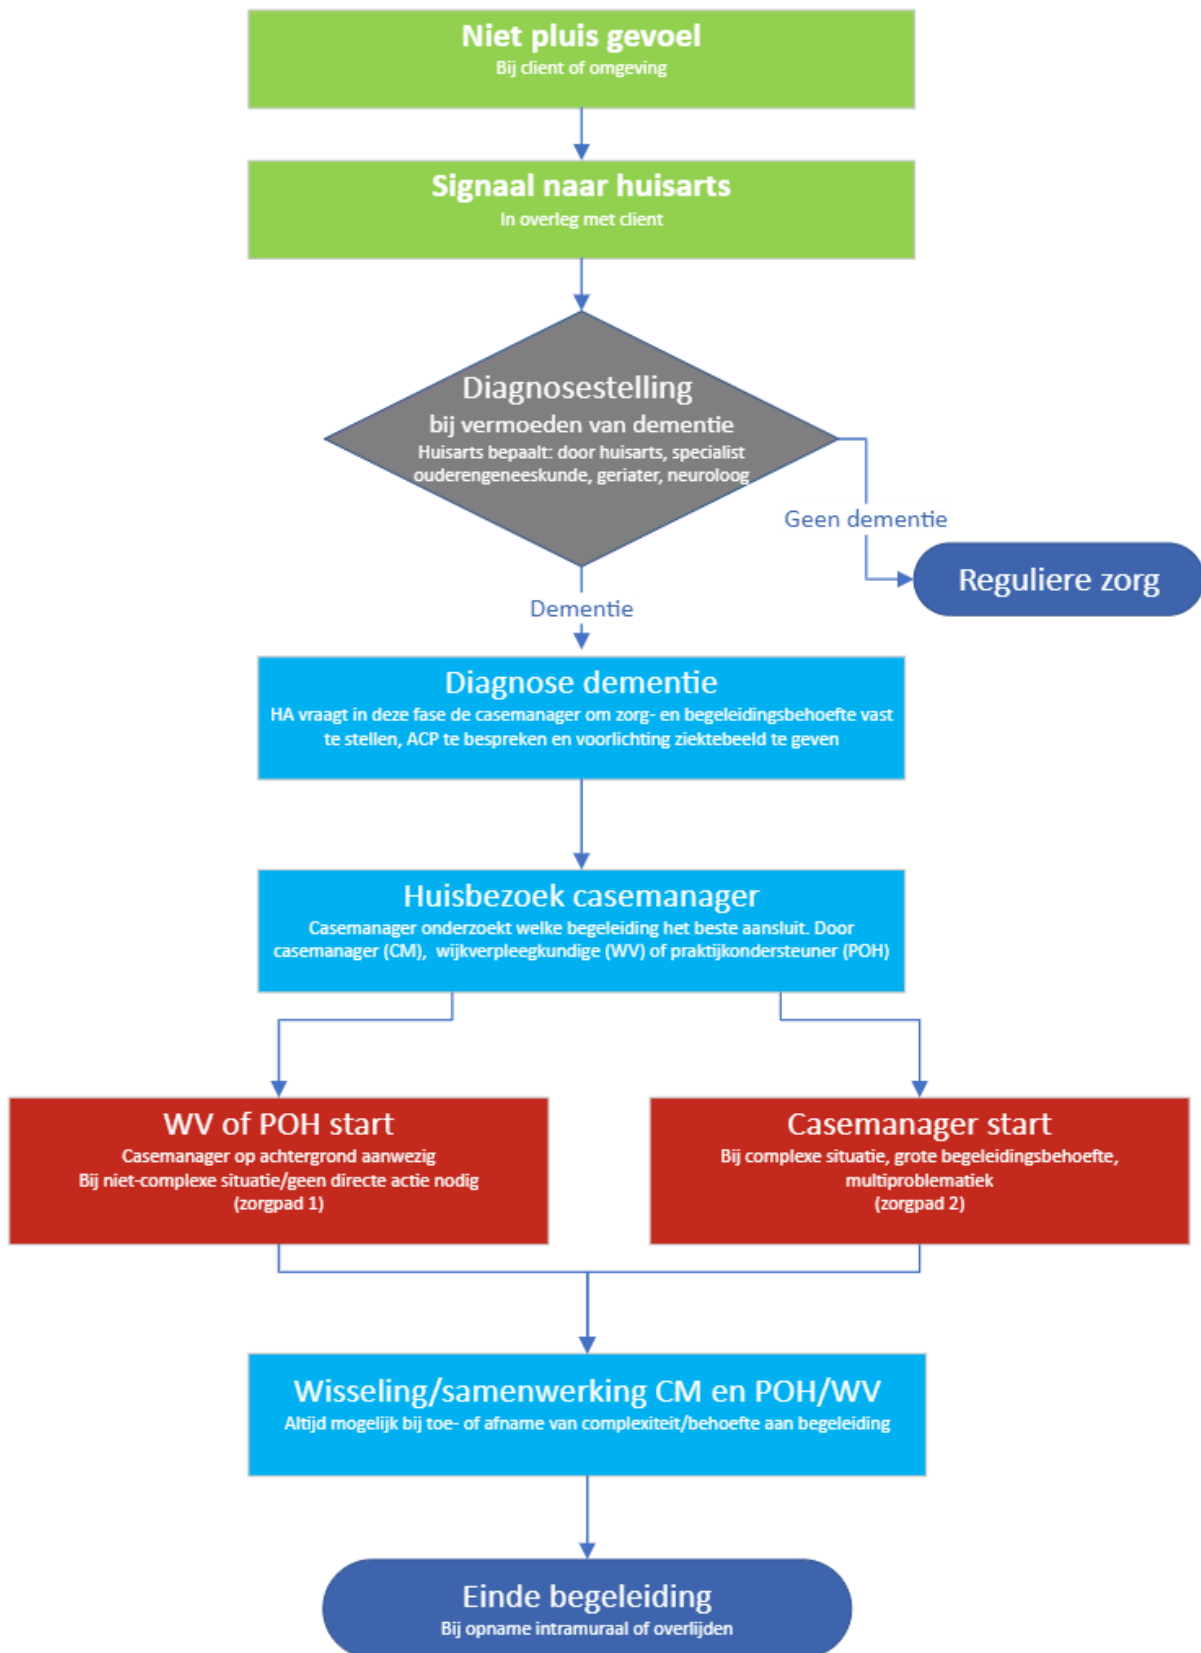 Niet pluis gevoel
Bij client of omgeving
Signaal naar huisarts
In overleg met client
Diagnosestelling
bij vermoeden van dementie
Huisarts bepaalt: door huisarts, specialist
ouderengeneeskunde, geriater, neuroloog
Geen dementie
Reguliere zorg
Dementie
Diagnose dementie
HA vraagt in deze fase de casemanager om zorg- en begeleidingsbehoefte vast
te stellen, ACP te bespreken en voorlichting ziektebeeld te geven
Huisbezoek casemanager
Casemanager onderzoekt welke begeleiding het beste aansluit. Door
casemanager (CM), wijkverpleegkundige (WV) of praktijkondersteuner (POH)
WV of POH start
Casemanager op achtergrond aanwezig
Bij niet-complexe situatie/geen directe actie nodig
(zorgpad 1)
Casemanager start
Bij complexe situatie, grote begeleidingsbehoefte,
multiproblematiek
(zorgpad 2)
Wisseling/samenwerking CM en POH/WV
Altijd mogelijk bij toe- of afname van complexiteit/behoefte aan begeleiding
Einde begeleiding
Bij opname intramuraal of overlijden